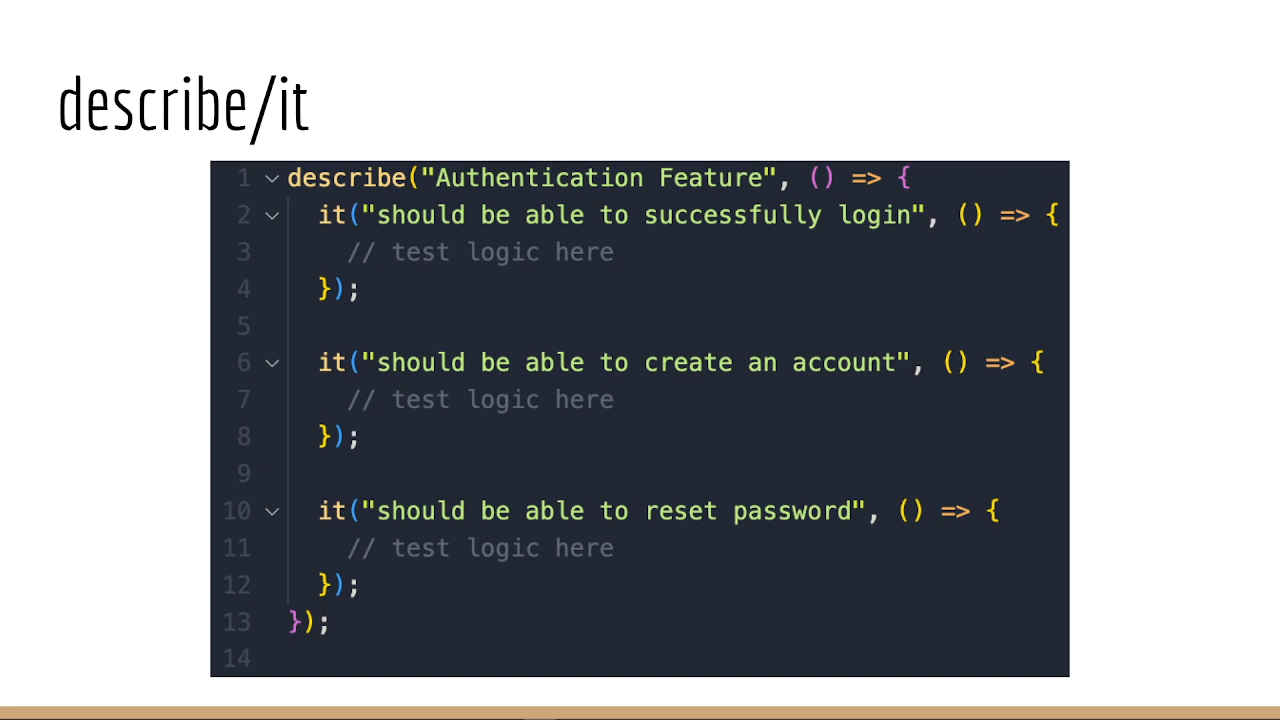 describe/it
1 describe("Authentication Feature", () => {
2 it("should be able to successfully login", () => {
3 // test logic here
4 });
5
6 it("should be able to create an account", () => {
7 // test logic here
8 });
9
10 it("should be able to reset password", () => {
11 // test logic here
12 });
13 });
14